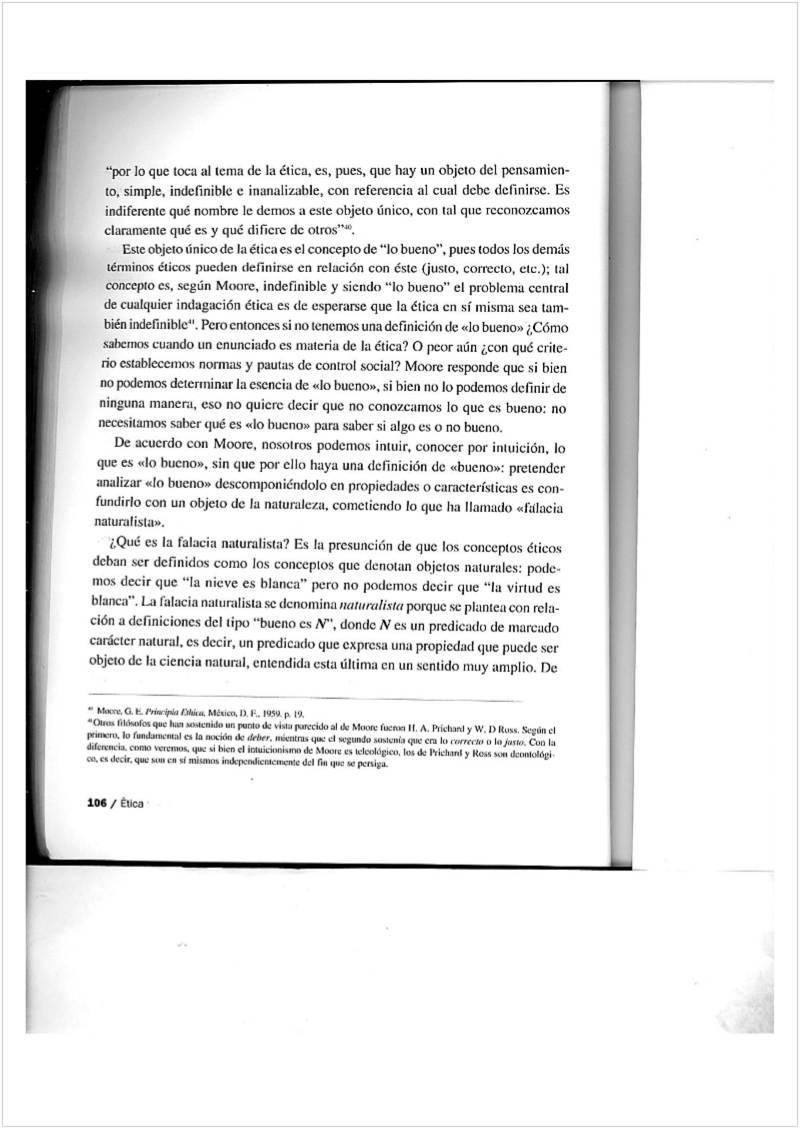 “por lo que toca al tema de la ética, es, pues, que hay un objeto del pensamien-
to, simple, indefinible e inanalizable, con referencia al cual debe definirse. Es
indiferente qué nombre le demos a este objeto único, con tal que reconozcamos
claramente qué es y qué difiere de otros”⁴⁰.
Este objeto único de la ética es el concepto de “lo bueno”, pues todos los demás
términos éticos pueden definirse en relación con éste (justo, correcto, etc.); tal
concepto es, según Moore, indefinible y siendo “lo bueno” el problema central
de cualquier indagación ética es de esperarse que la ética en sí misma sea tam-
bién indefinible⁴¹. Pero entonces si no tenemos una definición de «lo bueno» ¿Cómo
sabemos cuando un enunciado es materia de la ética? O peor aún ¿con qué crite-
rio establecemos normas y pautas de control social? Moore responde que si bien
no podemos determinar la esencia de «lo bueno», si bien no lo podemos definir de
ninguna manera, eso no quiere decir que no conozcamos lo que es bueno: no
necesitamos saber qué es «lo bueno» para saber si algo es o no bueno.
De acuerdo con Moore, nosotros podemos intuir, conocer por intuición, lo
que es «lo bueno», sin que por ello haya una definición de «bueno»: pretender
analizar «lo bueno» descomponiéndolo en propiedades o características es con-
fundirlo con un objeto de la naturaleza, cometiendo lo que ha llamado «falacia
naturalista».
¿Qué es la falacia naturalista? Es la presunción de que los conceptos éticos
deban ser definidos como los conceptos que denotan objetos naturales: pode-
mos decir que “la nieve es blanca” pero no podemos decir que “la virtud es
blanca”. La falacia naturalista se denomina naturalista porque se plantea con rela-
ción a definiciones del tipo “bueno es N”, donde N es un predicado de marcado
carácter natural, es decir, un predicado que expresa una propiedad que puede ser
objeto de la ciencia natural, entendida esta última en un sentido muy amplio. De
Moore, G. E. Principia Ethica, México, D. F., 1959. p. 19.
Otros filósofos que han sostenido un punto de vista parecido al de Moore fueron H. A. Prichard y W. D Ross. Según el
primero, lo fundamental es la noción de deber, mientras que el segundo sostenía que era lo correcto o lo justo. Con la
diferencia, como veremos, que si bien el intuicionismo de Moore es teleológico, los de Prichard y Ross son deontológi-
co, es decir, que son en sí mismos independientemente del fin que se persiga.
106 / Ética